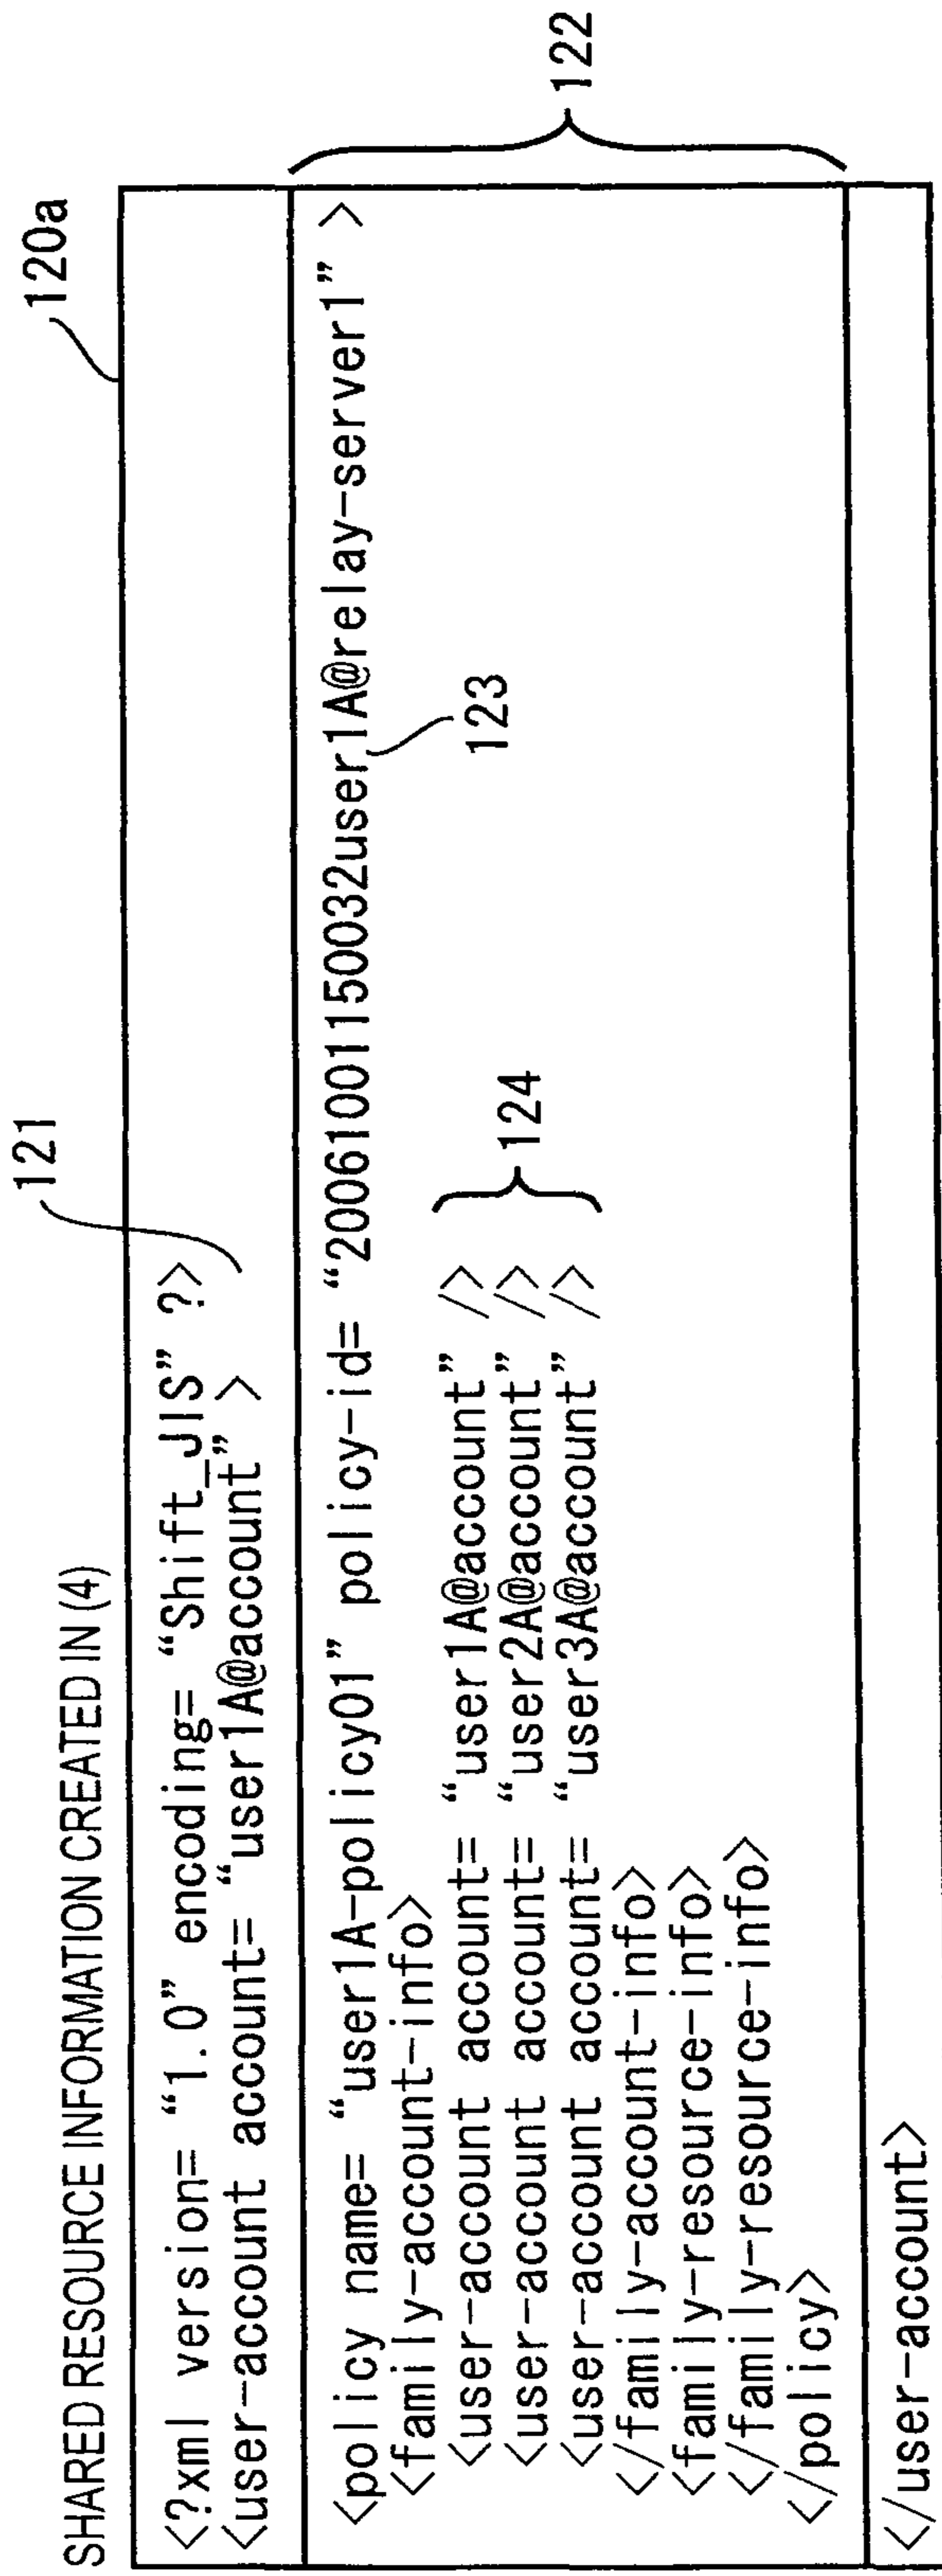 SHARED RESOURCE INFORMATION CREATED IN (4)
120a
121
<?xml version= “1.0” encoding= “Shift_JIS” ?>
<user-account account= “user1A@account” >
122
<policy name= “user1A-policy01” policy-id= “20061001150032user1A@relay-server1” >
123
<family-account-info>
<user-account account= “user1A@account” />
<user-account account= “user2A@account” />
<user-account account= “user3A@account” />
124
</family-account-info>
<family-resource-info>
</family-resource-info>
</policy>
</user-account>